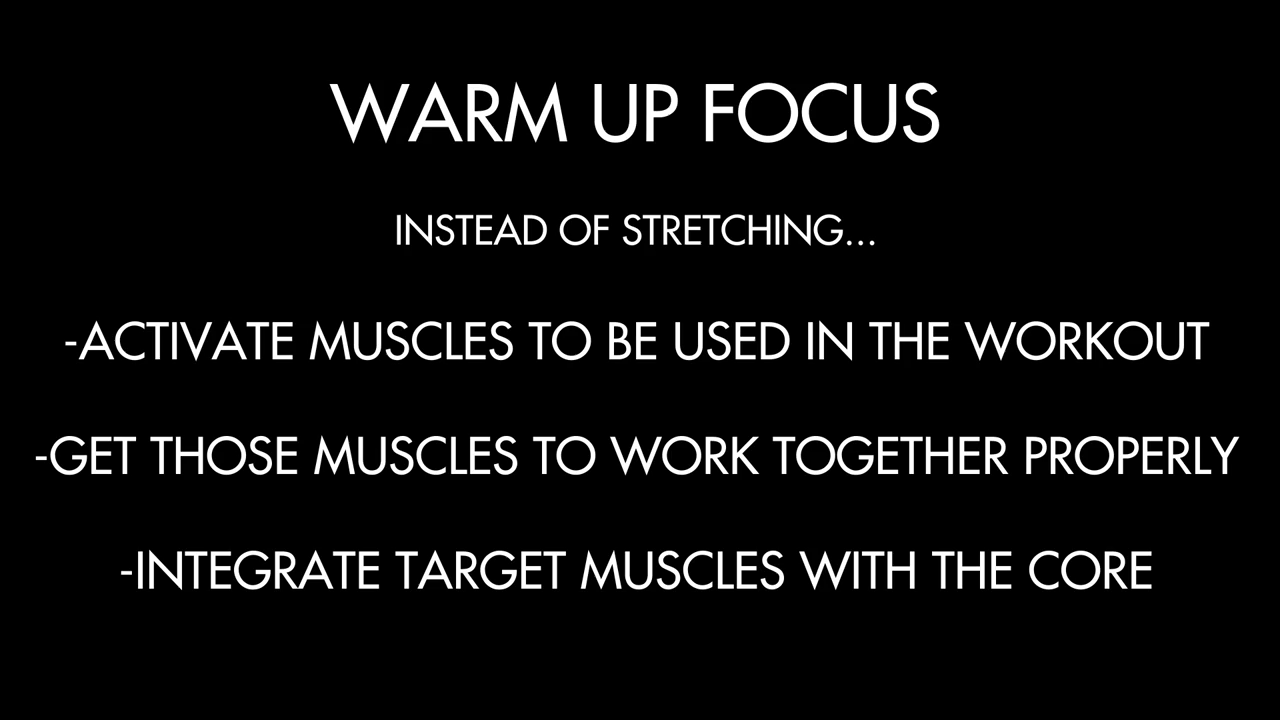 WARM UP FOCUS
INSTEAD OF STRETCHING...
-ACTIVATE MUSCLES TO BE USED IN THE WORKOUT
-GET THOSE MUSCLES TO WORK TOGETHER PROPERLY
-INTEGRATE TARGET MUSCLES WITH THE CORE